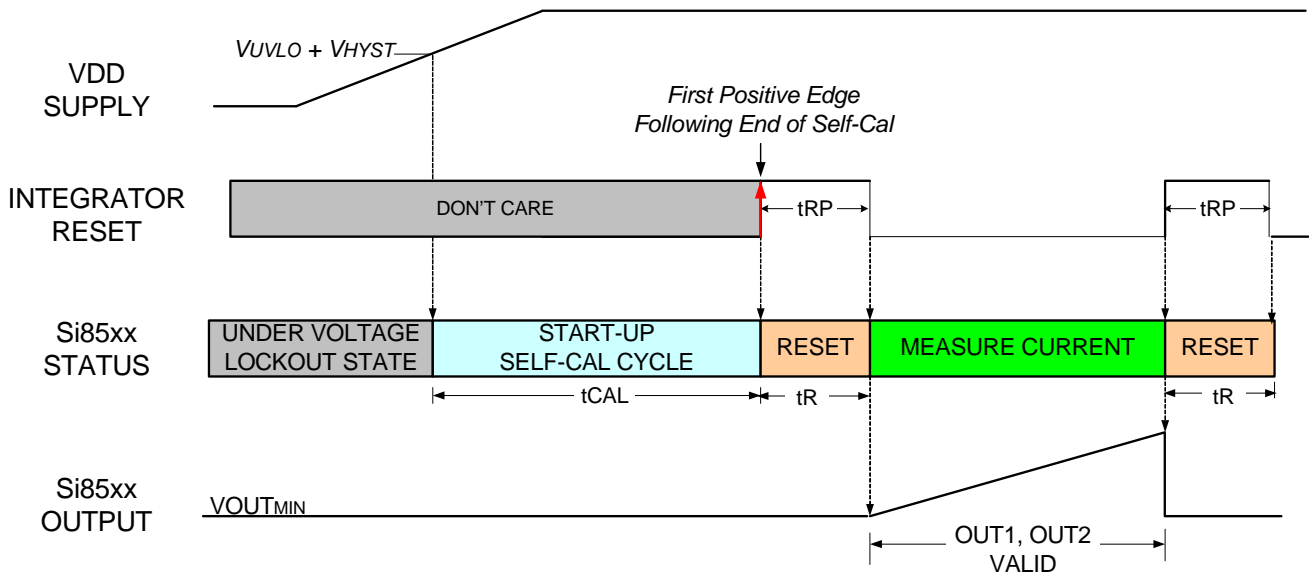 VUVLO + VHYST
VDD
SUPPLY
First Positive Edge
Following End of Self-Cal
INTEGRATOR
RESET
DON'T CARE
tRP
tRP
Si85xx
STATUS
UNDER VOLTAGE
LOCKOUT STATE
START-UP
SELF-CAL CYCLE
RESET
MEASURE CURRENT
RESET
tCAL
tR
tR
Si85xx
OUTPUT
VOUTMIN
OUT1, OUT2
VALID